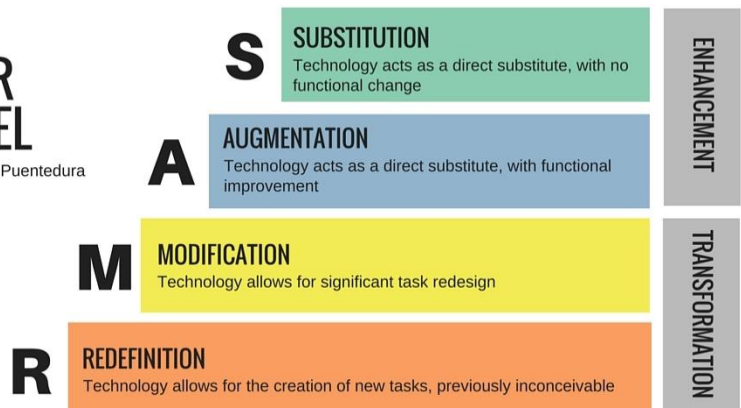 R
EL
Puentedura
S
SUBSTITUTION
Technology acts as a direct substitute, with no
functional change
A
AUGMENTATION
Technology acts as a direct substitute, with functional
improvement
ENHANCEMENT
M
MODIFICATION
Technology allows for significant task redesign
R
REDEFINITION
Technology allows for the creation of new tasks, previously inconceivable
TRANSFORMATION